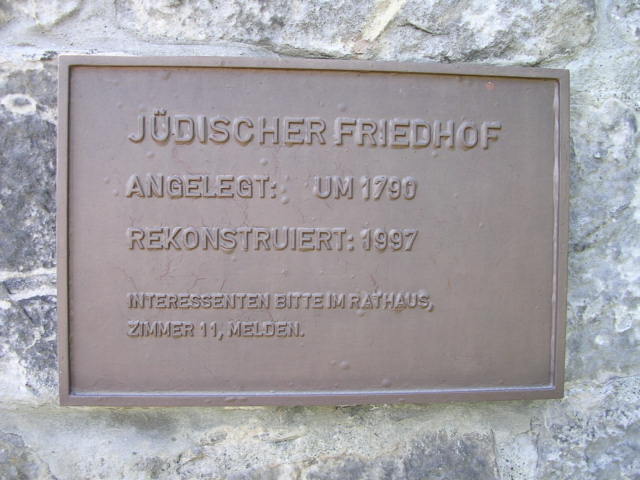 JÜDISCHER FRIEDHOF
ANGELEGT: UM 1790
REKONSTRUIERT: 1997
INTERESSENTEN BITTE IM RATHAUS,
ZIMMER 11, MELDEN.